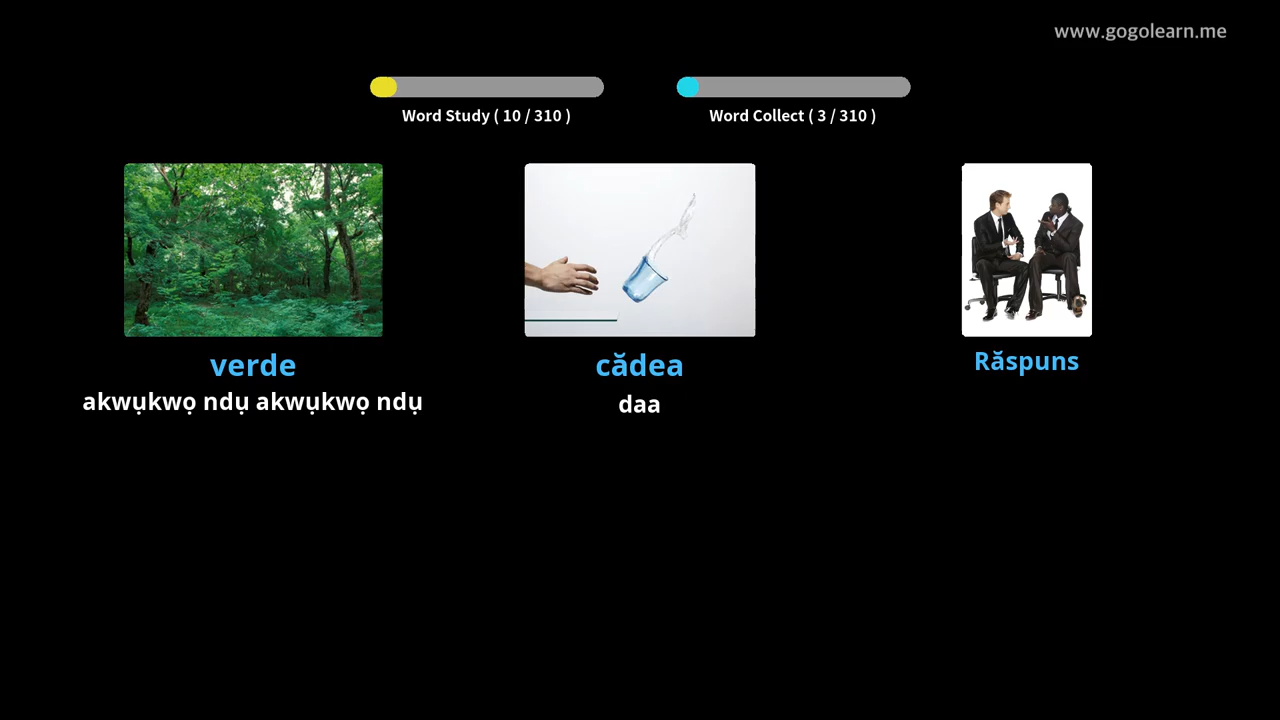 www.gogolearn.me
Word Study ( 10 / 310 )
Word Collect ( 3 / 310 )
verde
cădea
Răspuns
akwụkwọ ndụ akwụkwọ ndụ
daa